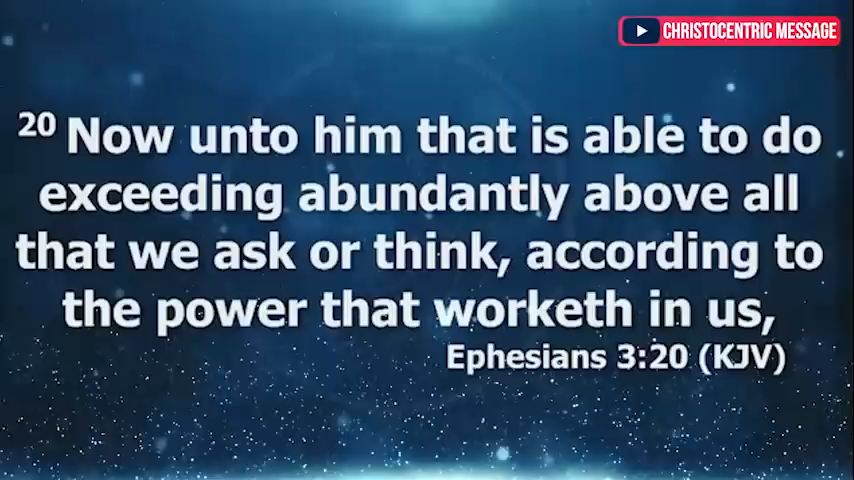 CHRISTOCENTRIC MESSAGE
20 Now unto him that is able to do
exceeding abundantly above all
that we ask or think, according to
the power that worketh in us,
Ephesians 3:20 (KJV)